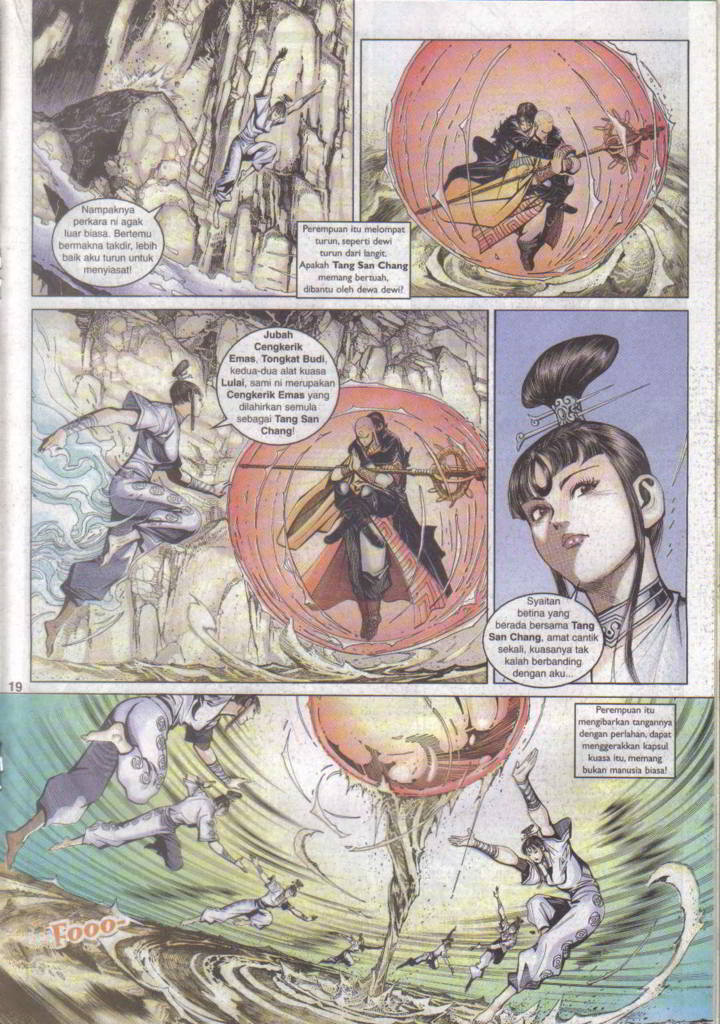 Nampaknya
perkara ni agak
luar biasa. Bertemu
bermakna takdir, lebih
baik aku turun untuk
menyiasat!
Perempuan itu melompat
turun, seperti dewi
turun dari langit.
Apakah Tang San Chang
memang bertuah,
dibantu oleh dewa dewi?
Jubah
Cengkerik
Emas, Tongkat Budi,
kedua-dua alat kuasa
Lulai, sami ni merupakan
Cengkerik Emas yang
dilahirkan semula
sebagai Tang San
Chang!
Syaitan
betina yang
berada bersama Tang
San Chang, amat cantik
sekali, kuasanya tak
kalah berbanding
dengan aku...
19
Perempuan itu
mengibarkan tangannya
dengan perlahan, dapat
menggerakkan kapsul
kuasa itu, memang
bukan manusia biasa!
Fooo-